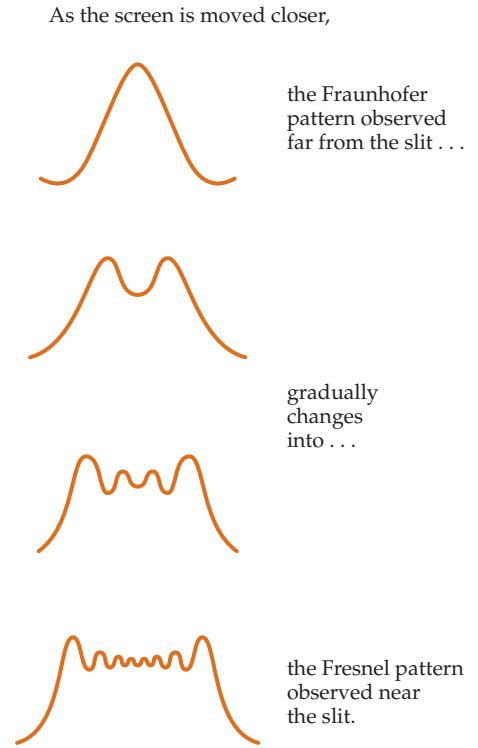 As the screen is moved closer,
the Fraunhofer
pattern observed
far from the slit . . .
gradually
changes
into . . .
the Fresnel pattern
observed near
the slit.